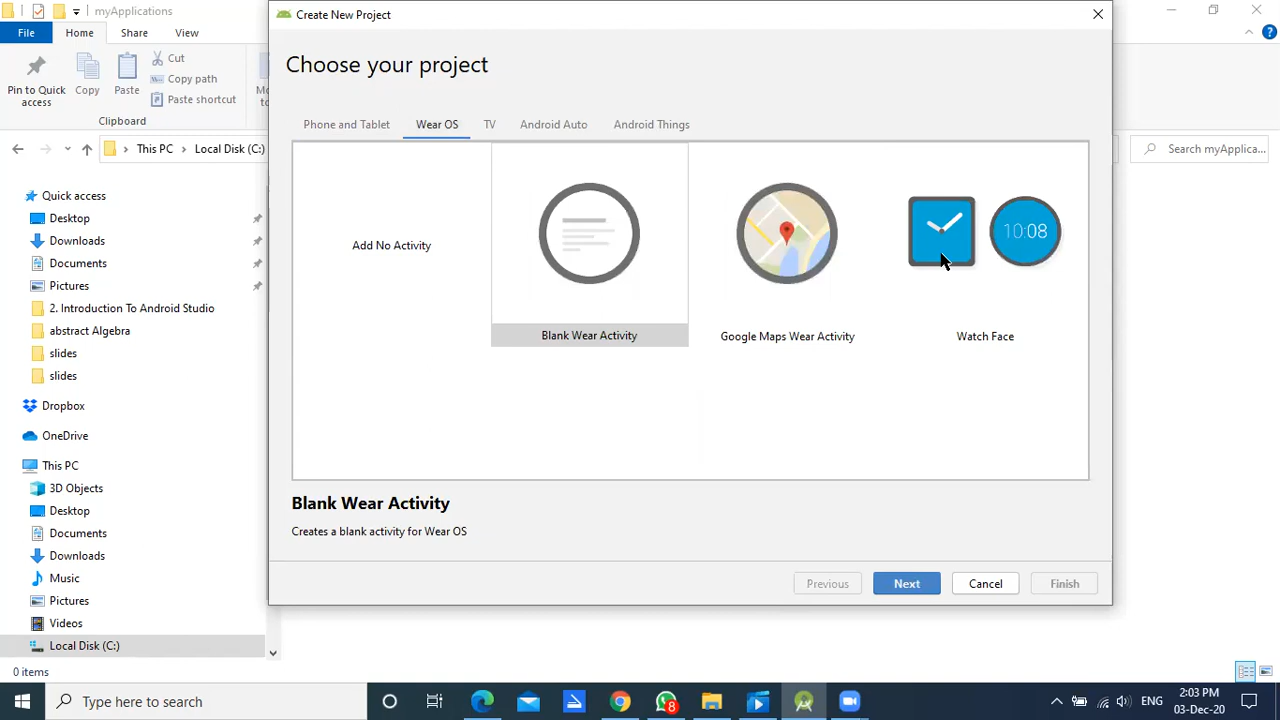 myApplications
Create New Project
File
Home
Share
View
Pin to Quick access
Copy
Paste
Cut
Copy path
Paste shortcut
Clipboard
This PC
Local Disk (C:)
Search myApplica...
Choose your project
Phone and Tablet
Wear OS
TV
Android Auto
Android Things
Add No Activity
Blank Wear Activity
Google Maps Wear Activity
10:08
Watch Face
Blank Wear Activity
Creates a blank activity for Wear OS
Previous
Next
Cancel
Finish
Quick access
Desktop
Downloads
Documents
Pictures
2. Introduction To Android Studio
abstract Algebra
slides
slides
Dropbox
OneDrive
This PC
3D Objects
Desktop
Documents
Downloads
Music
Pictures
Videos
Local Disk (C:)
0 items
Type here to search
8
ENG
2:03 PM
03-Dec-20